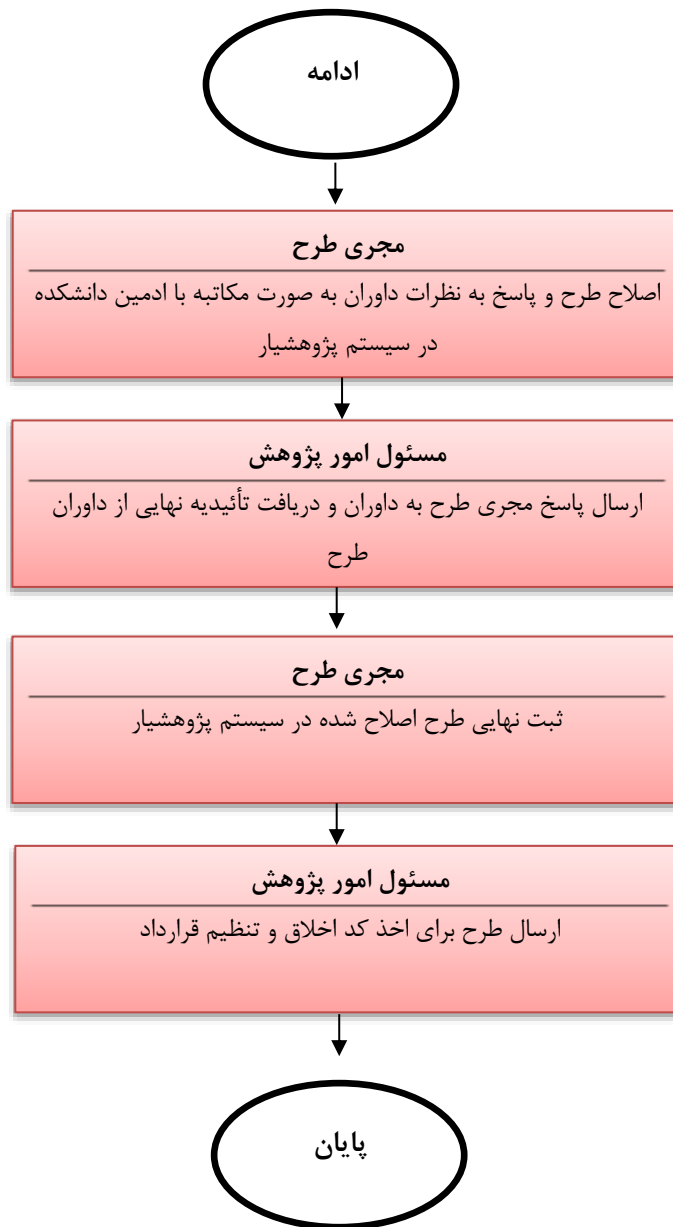 ادامه
مجری طرح
اصلاح طرح و پاسخ به نظرات داوران به صورت مکاتبه با ادمین دانشکده
در سیستم پژوهشیار
مسئول امور پژوهش
ارسال پاسخ مجری طرح به داوران و دریافت تأئیدیه نهایی از داوران
طرح
مجری طرح
ثبت نهایی طرح اصلاح شده در سیستم پژوهشیار
مسئول امور پژوهش
ارسال طرح برای اخذ کد اخلاق و تنظیم قرارداد
پایان